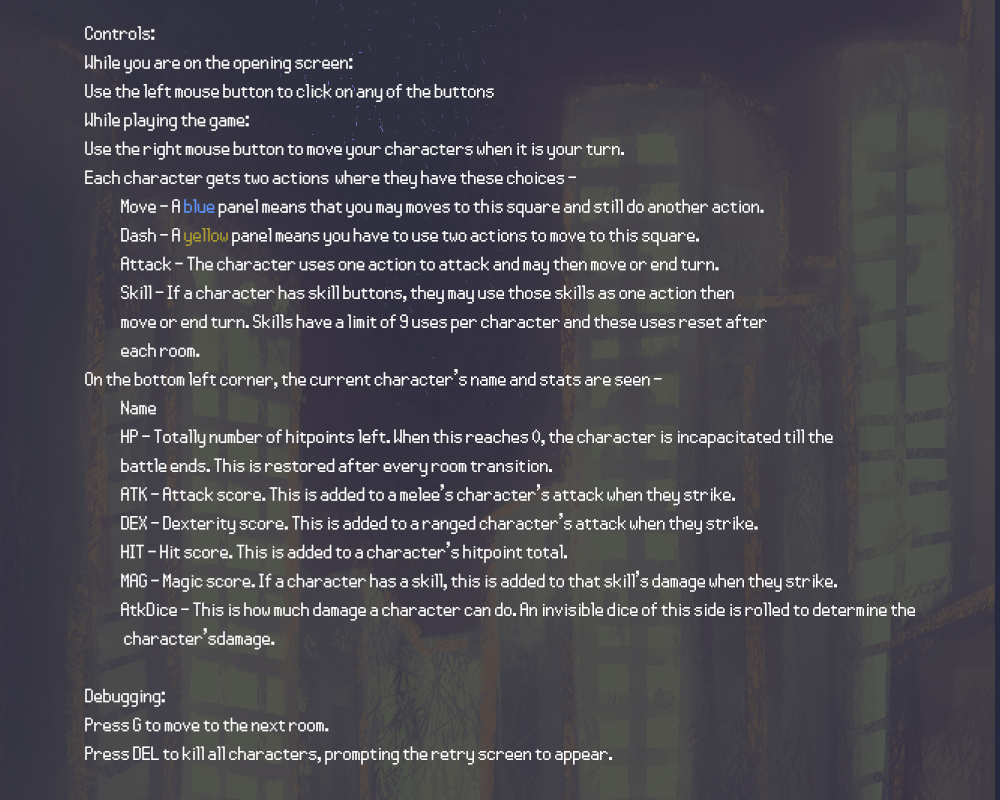 Controls:
While you are on the opening screen:
Use the left mouse button to click on any of the buttons
While playing the game:
Use the right mouse button to move your characters when it is your turn.
Each character gets two actions where they have these choices -
Move - A blue panel means that you may moves to this square and still do another action.
Dash - A yellow panel means you have to use two actions to move to this square.
Attack - The character uses one action to attack and may then move or end turn.
Skill - If a character has skill buttons, they may use those skills as one action then
move or end turn. Skills have a limit of 9 uses per character and these uses reset after
each room.
On the bottom left corner, the current character's name and stats are seen -
Name
HP - Totally number of hitpoints left. When this reaches 0, the character is incapacitated till the
battle ends. This is restored after every room transition.
ATK - Attack score. This is added to a melee's character's attack when they strike.
DEX - Dexterity score. This is added to a ranged character's attack when they strike.
HIT - Hit score. This is added to a character's hitpoint total.
MAG - Magic score. If a character has a skill, this is added to that skill's damage when they strike.
AtkDice - This is how much damage a character can do. An invisible dice of this side is rolled to determine the
character'sdamage.
Debugging:
Press G to move to the next room.
Press DEL to kill all characters, prompting the retry screen to appear.